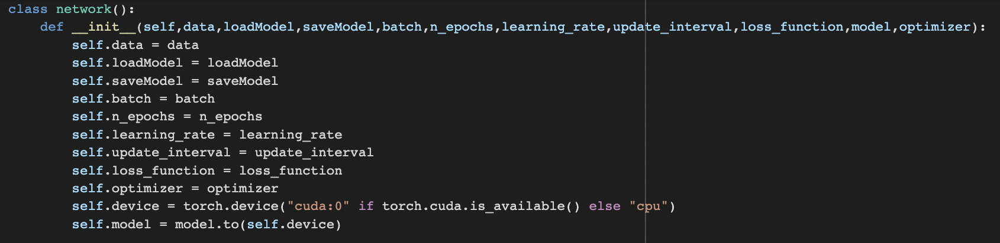 class network():
    def __init__(self,data,loadModel,saveModel,batch,n_epochs,learning_rate,update_interval,loss_function,model,optimizer):
        self.data = data
        self.loadModel = loadModel
        self.saveModel = saveModel
        self.batch = batch
        self.n_epochs = n_epochs
        self.learning_rate = learning_rate
        self.update_interval = update_interval
        self.loss_function = loss_function
        self.optimizer = optimizer
        self.device = torch.device("cuda:0" if torch.cuda.is_available() else "cpu")
        self.model = model.to(self.device)